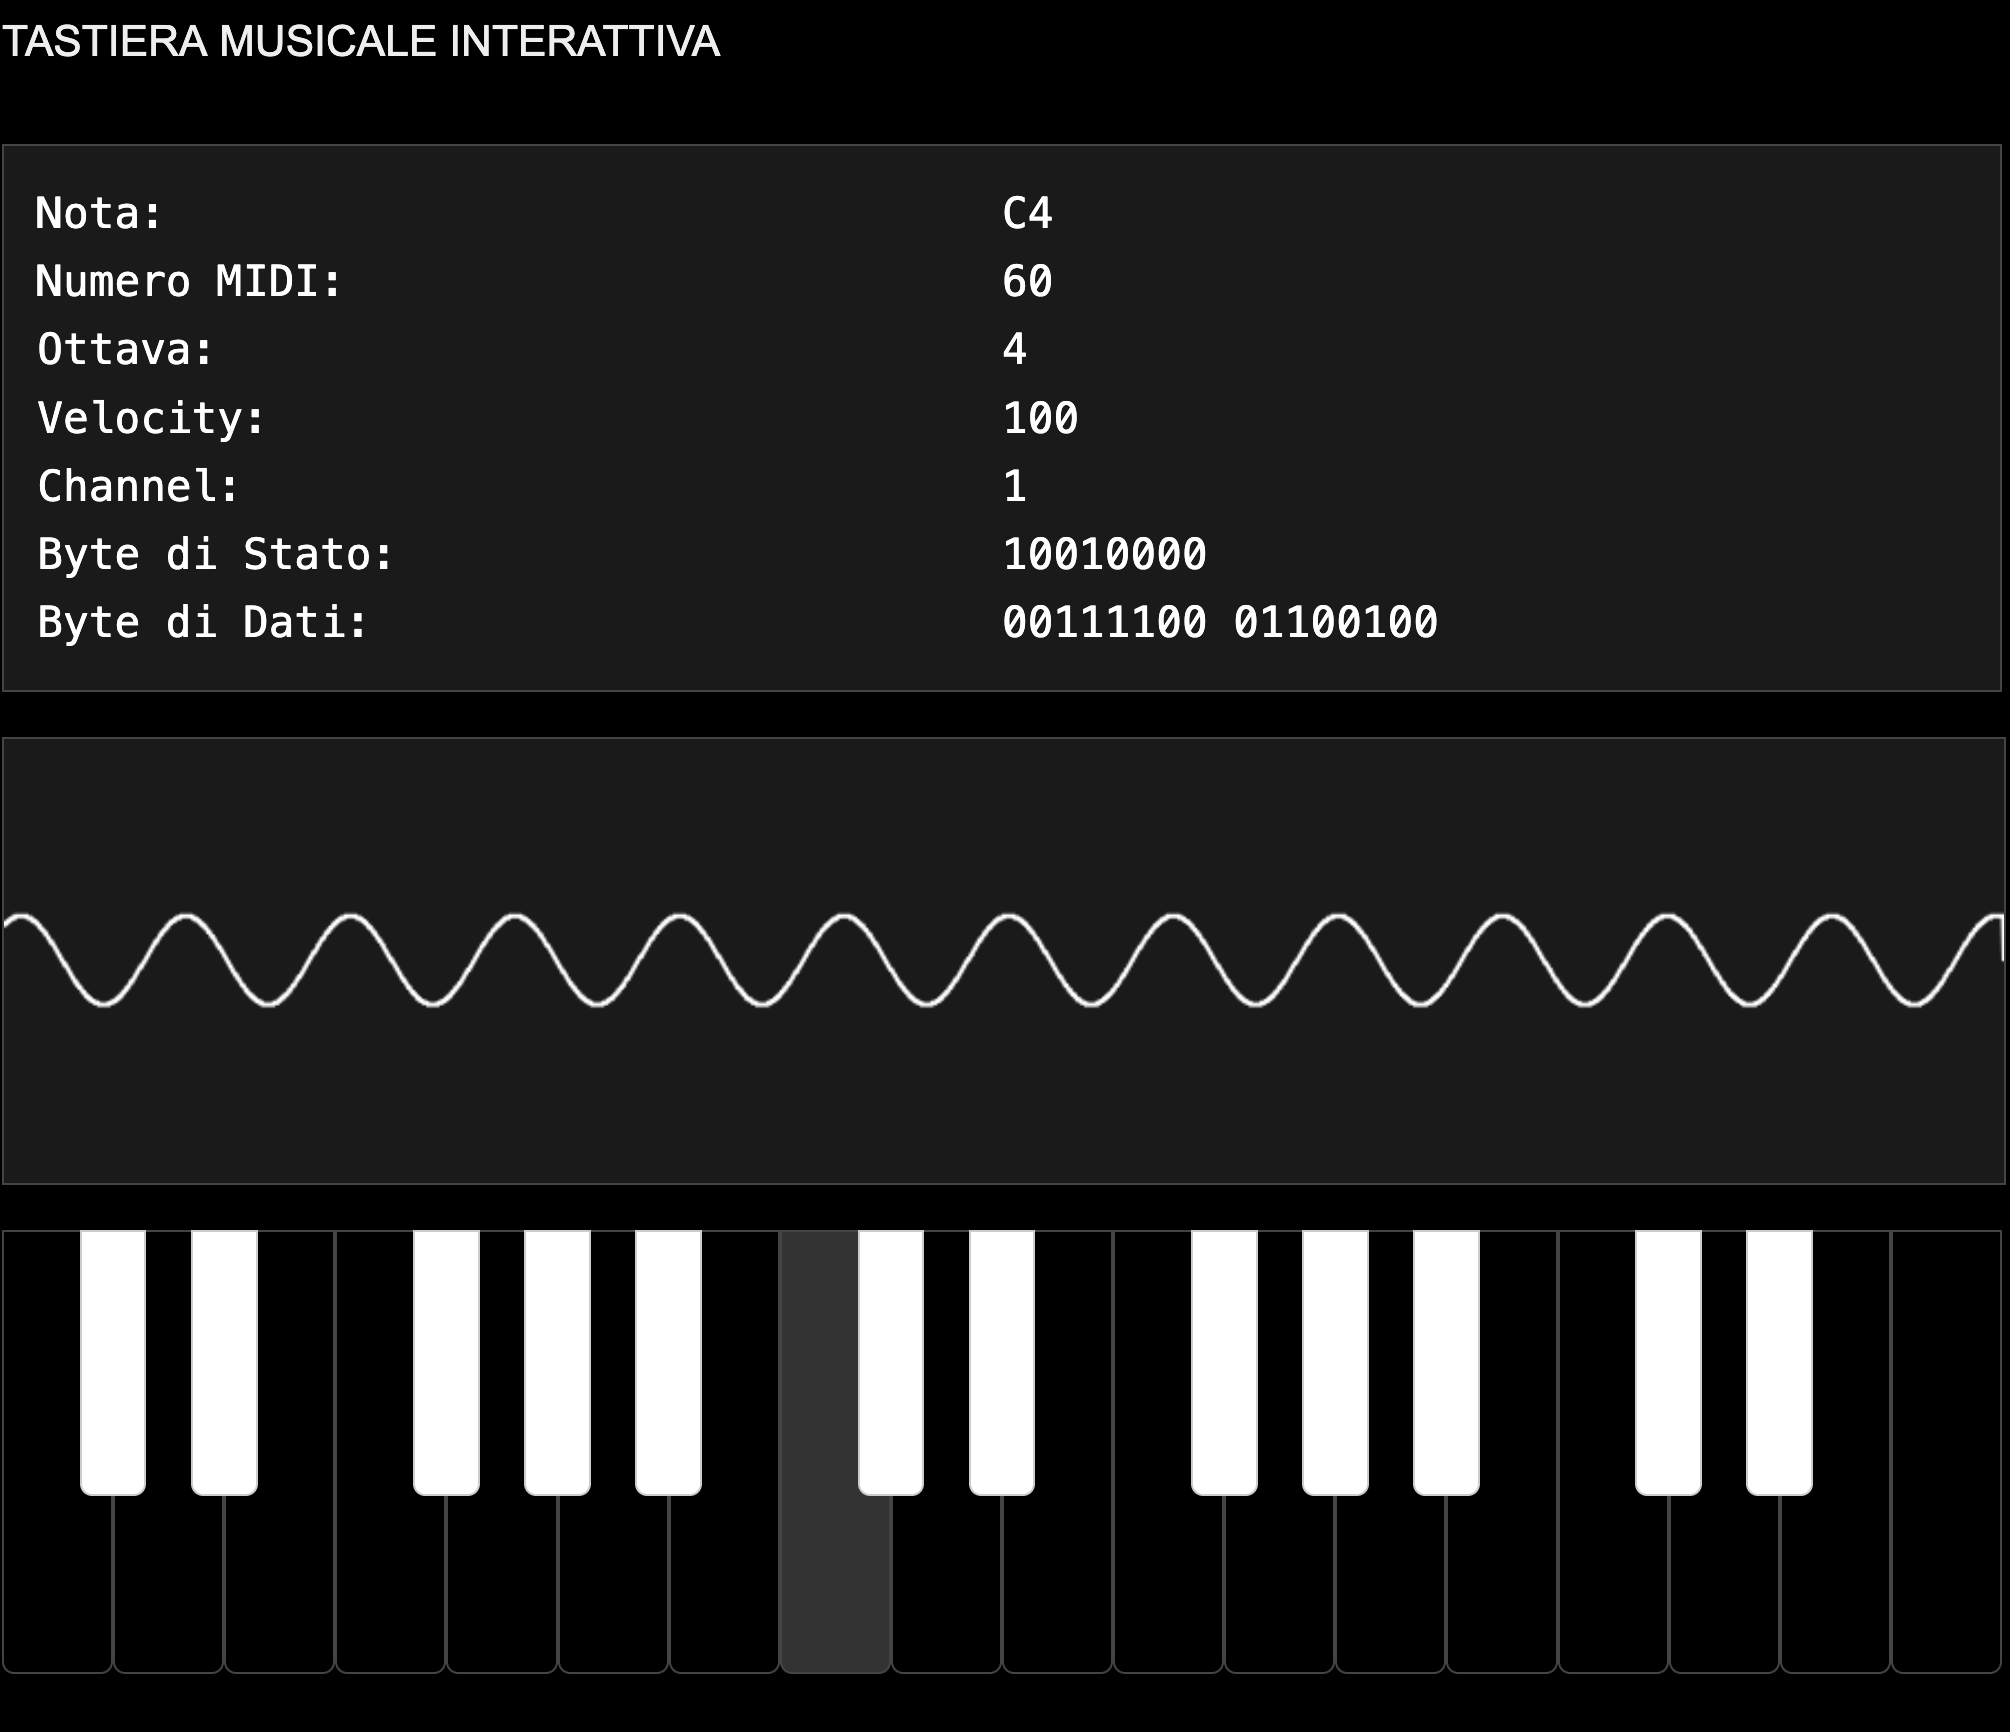 TASTIERA MUSICALE INTERATTIVA
Nota: C4
Numero MIDI: 60
Ottava: 4
Velocity: 100
Channel: 1
Byte di Stato: 10010000
Byte di Dati: 00111100 01100100